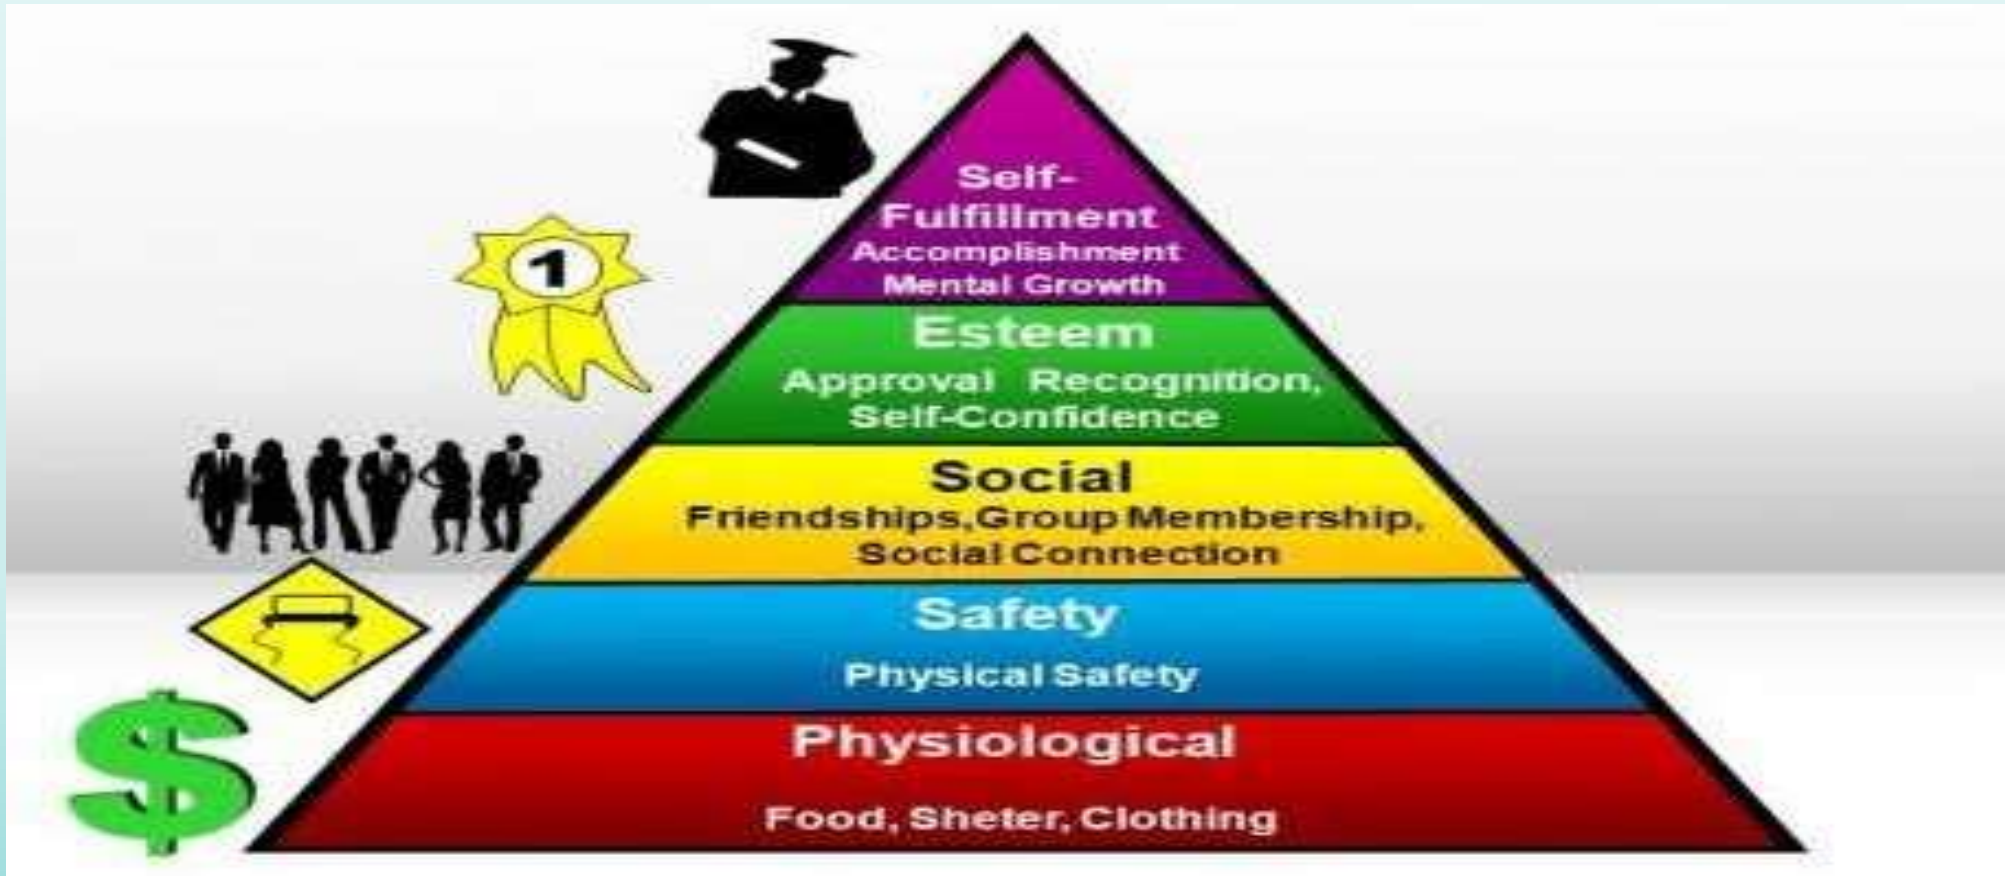 Self-
Fulfillment
Accomplishment
Mental Growth
1
Esteem
Approval Recognition,
Self-Confidence
Social
Friendships,Group Membership,
Social Connection
Safety
Physical Safety
$
Physiological
Food, Sheter, Clothing